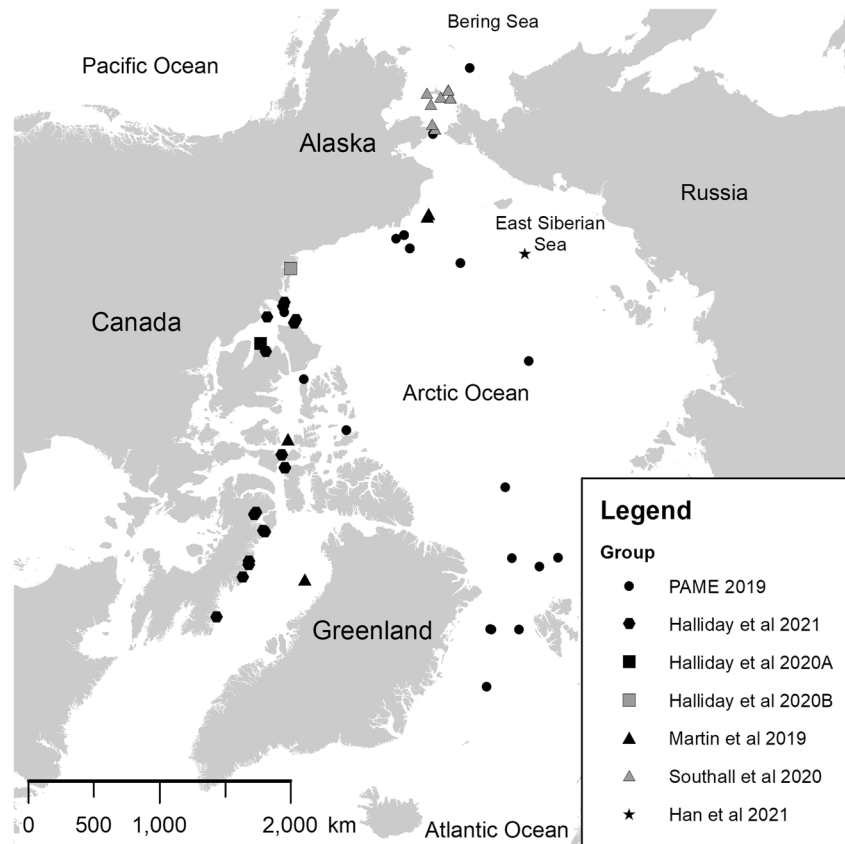 Bering Sea
Pacific Ocean
Alaska
Russia
East Siberian
Sea
Canada
Arctic Ocean
Greenland
Atlantic Ocean
0 500 1,000 2,000 km
Legend
Group
PAME 2019
Halliday et al 2021
Halliday et al 2020A
Halliday et al 2020B
Martin et al 2019
Southall et al 2020
Han et al 2021